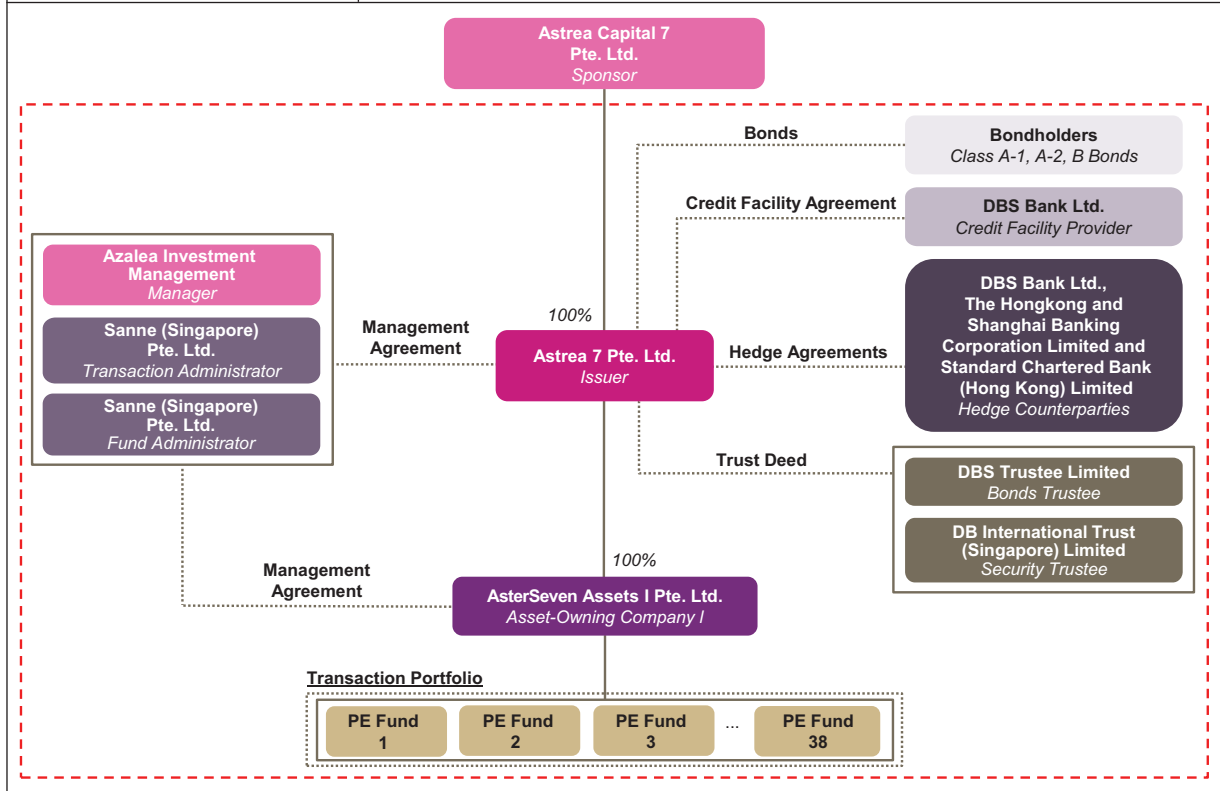 Astrea Capital 7
Pte. Ltd.
Sponsor
Bonds
Bondholders
Class A-1, A-2, B Bonds
Credit Facility Agreement
DBS Bank Ltd.
Credit Facility Provider
Azalea Investment
Management
Manager
Sanne (Singapore)
Pte. Ltd.
Transaction Administrator
Sanne (Singapore)
Pte. Ltd.
Fund Administrator
Management
Agreement
100%
Astrea 7 Pte. Ltd.
Issuer
Hedge Agreements
DBS Bank Ltd.,
The Hongkong and
Shanghai Banking
Corporation Limited and
Standard Chartered Bank
(Hong Kong) Limited
Hedge Counterparties
Trust Deed
DBS Trustee Limited
Bonds Trustee
DB International Trust
(Singapore) Limited
Security Trustee
Management
Agreement
100%
AsterSeven Assets I Pte. Ltd.
Asset-Owning Company I
Transaction Portfolio
PE Fund
1
PE Fund
2
PE Fund
3
...
PE Fund
38